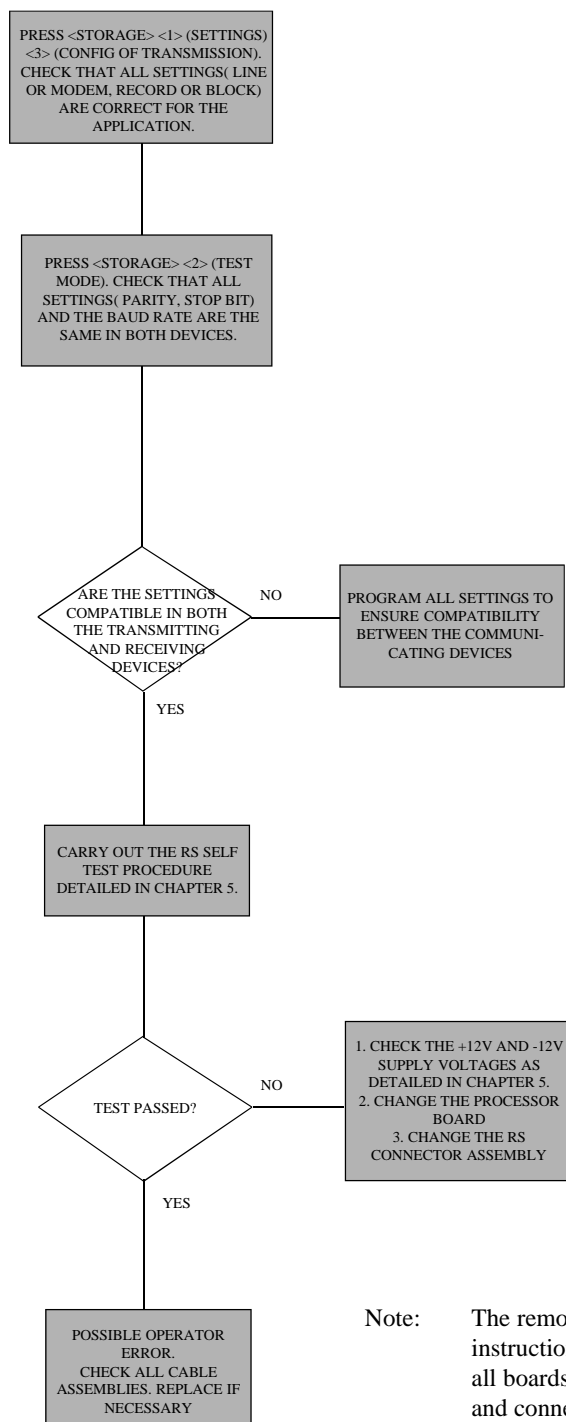 PRESS <STORAGE> <1> (SETTINGS)
<3> (CONFIG OF TRANSMISSION).
CHECK THAT ALL SETTINGS( LINE
OR MODEM, RECORD OR BLOCK)
ARE CORRECT FOR THE
APPLICATION.
PRESS <STORAGE> <2> (TEST
MODE). CHECK THAT ALL
SETTINGS( PARITY, STOP BIT)
AND THE BAUD RATE ARE THE
SAME IN BOTH DEVICES.
ARE THE SETTINGS
COMPATIBLE IN BOTH
THE TRANSMITTING
AND RECEIVING
DEVICES?
NO
PROGRAM ALL SETTINGS TO
ENSURE COMPATIBILITY
BETWEEN THE COMMUNI-
CATING DEVICES
YES
CARRY OUT THE RS SELF
TEST PROCEDURE
DETAILED IN CHAPTER 5.
TEST PASSED?
NO
1. CHECK THE +12V AND -12V
SUPPLY VOLTAGES AS
DETAILED IN CHAPTER 5.
2. CHANGE THE PROCESSOR
BOARD
3. CHANGE THE RS
CONNECTOR ASSEMBLY
YES
POSSIBLE OPERATOR
ERROR.
CHECK ALL CABLE
ASSEMBLIES. REPLACE IF
NECESSARY
Note: The remo
instruction
all boards
and conne